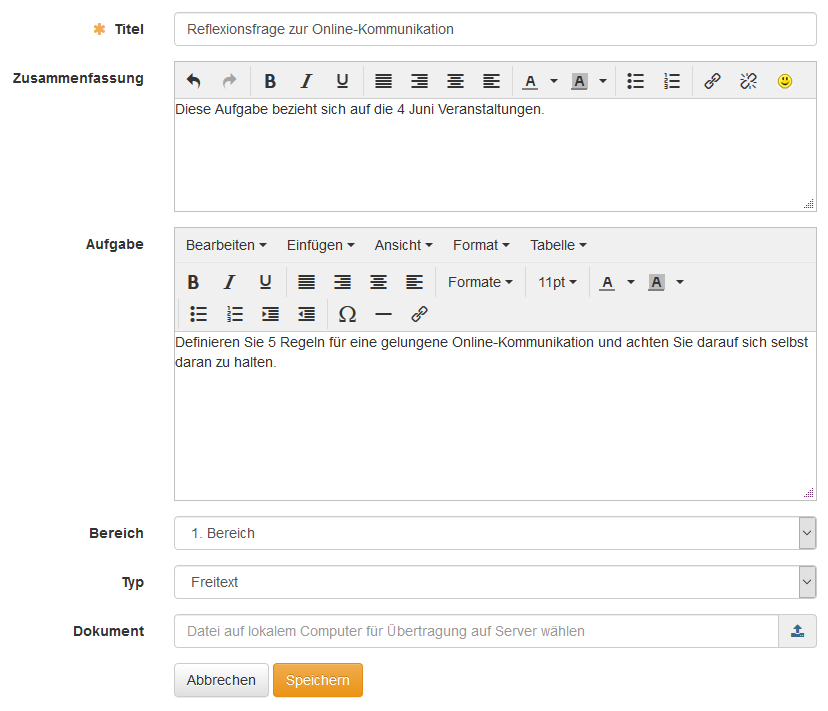 ✱ Titel
Reflexionsfrage zur Online-Kommunikation
Zusammenfassung
B I U A A
Diese Aufgabe bezieht sich auf die 4 Juni Veranstaltungen.
Aufgabe
Bearbeiten Einfügen Ansicht Format Tabelle
B I U Formate 11pt A A
Ω
Definieren Sie 5 Regeln für eine gelungene Online-Kommunikation und achten Sie darauf sich selbst
daran zu halten.
Bereich
1. Bereich
Typ
Freitext
Dokument
Datei auf lokalem Computer für Übertragung auf Server wählen
Abbrechen Speichern